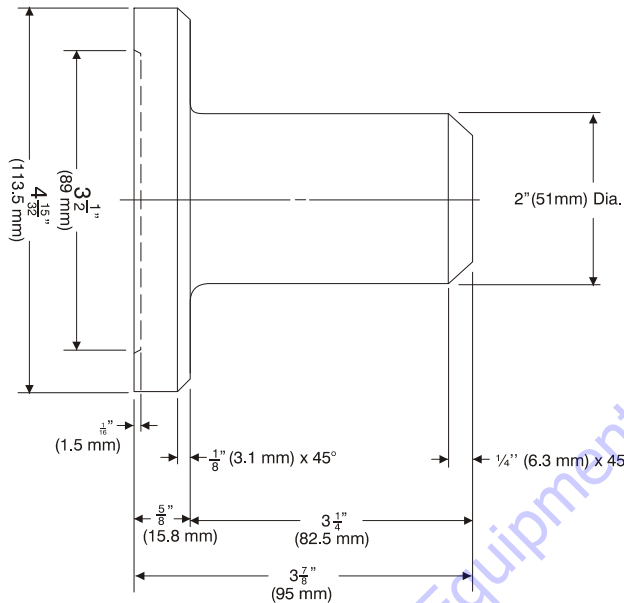 4 15/32"
(113.5 mm)
3 1/2"
(89 mm)
2"(51mm) Dia.
1/16"
(1.5 mm)
1/8" (3.1 mm) x 45°
¼'' (6.3 mm) x 45
5/8"
(15.8 mm)
3 1/4"
(82.5 mm)
3 7/8"
(95 mm)
Equipment